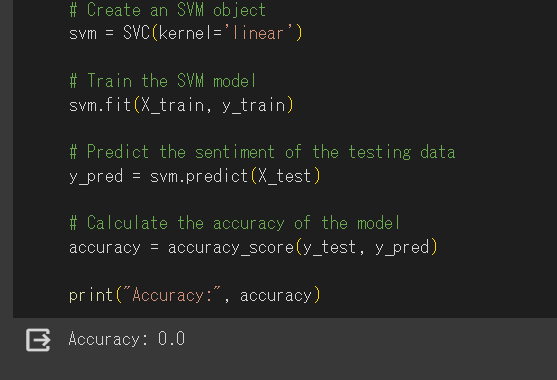 # Create an SVM object
svm = SVC(kernel='linear')
# Train the SVM model
svm.fit(X_train, y_train)
# Predict the sentiment of the testing data
y_pred = svm.predict(X_test)
# Calculate the accuracy of the model
accuracy = accuracy_score(y_test, y_pred)
print("Accuracy:", accuracy)
Accuracy: 0.0